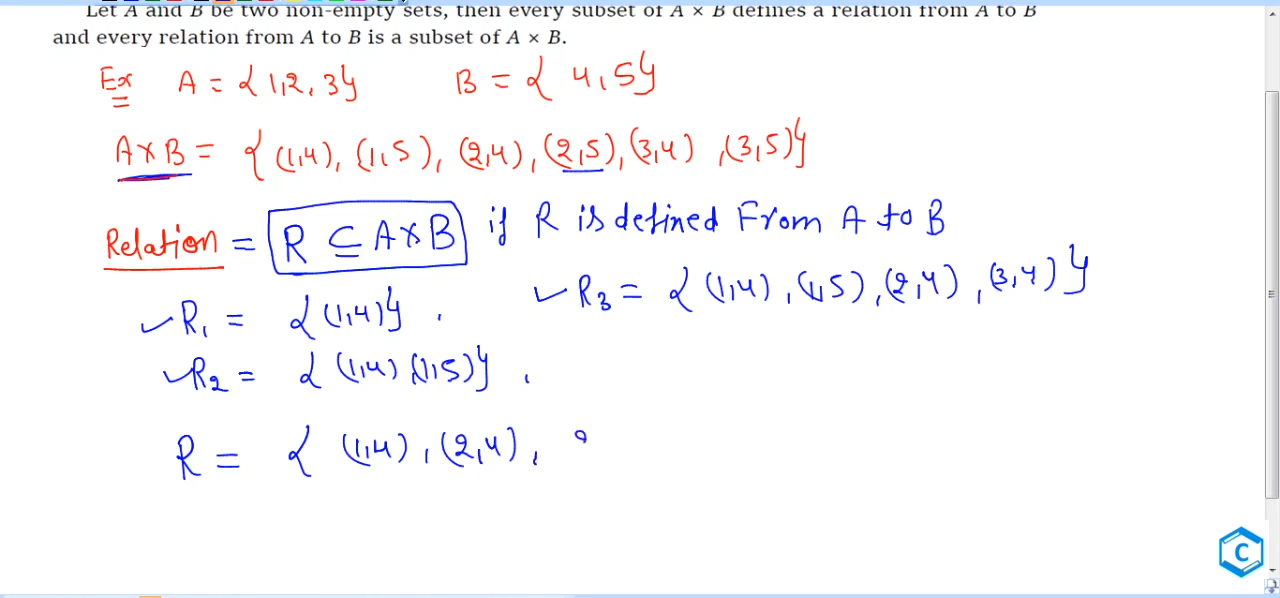 Let A and B be two non-empty sets, then every subset of A × B defines a relation from A to B
and every relation from A to B is a subset of A × B.
Ex A = {1,2,3} B = {4,5}
A×B = {(1,4), (1,5), (2,4), (2,5), (3,4), (3,5)}
Relation = R ⊆ A×B if R is defined From A to B
✓R₁ = {(1,4)}.
✓R₃ = {(1,4), (1,5), (2,4), (3,4)}
✓R₂ = {(1,4) (1,5)}.
R = { (1,4), (2,4),
C